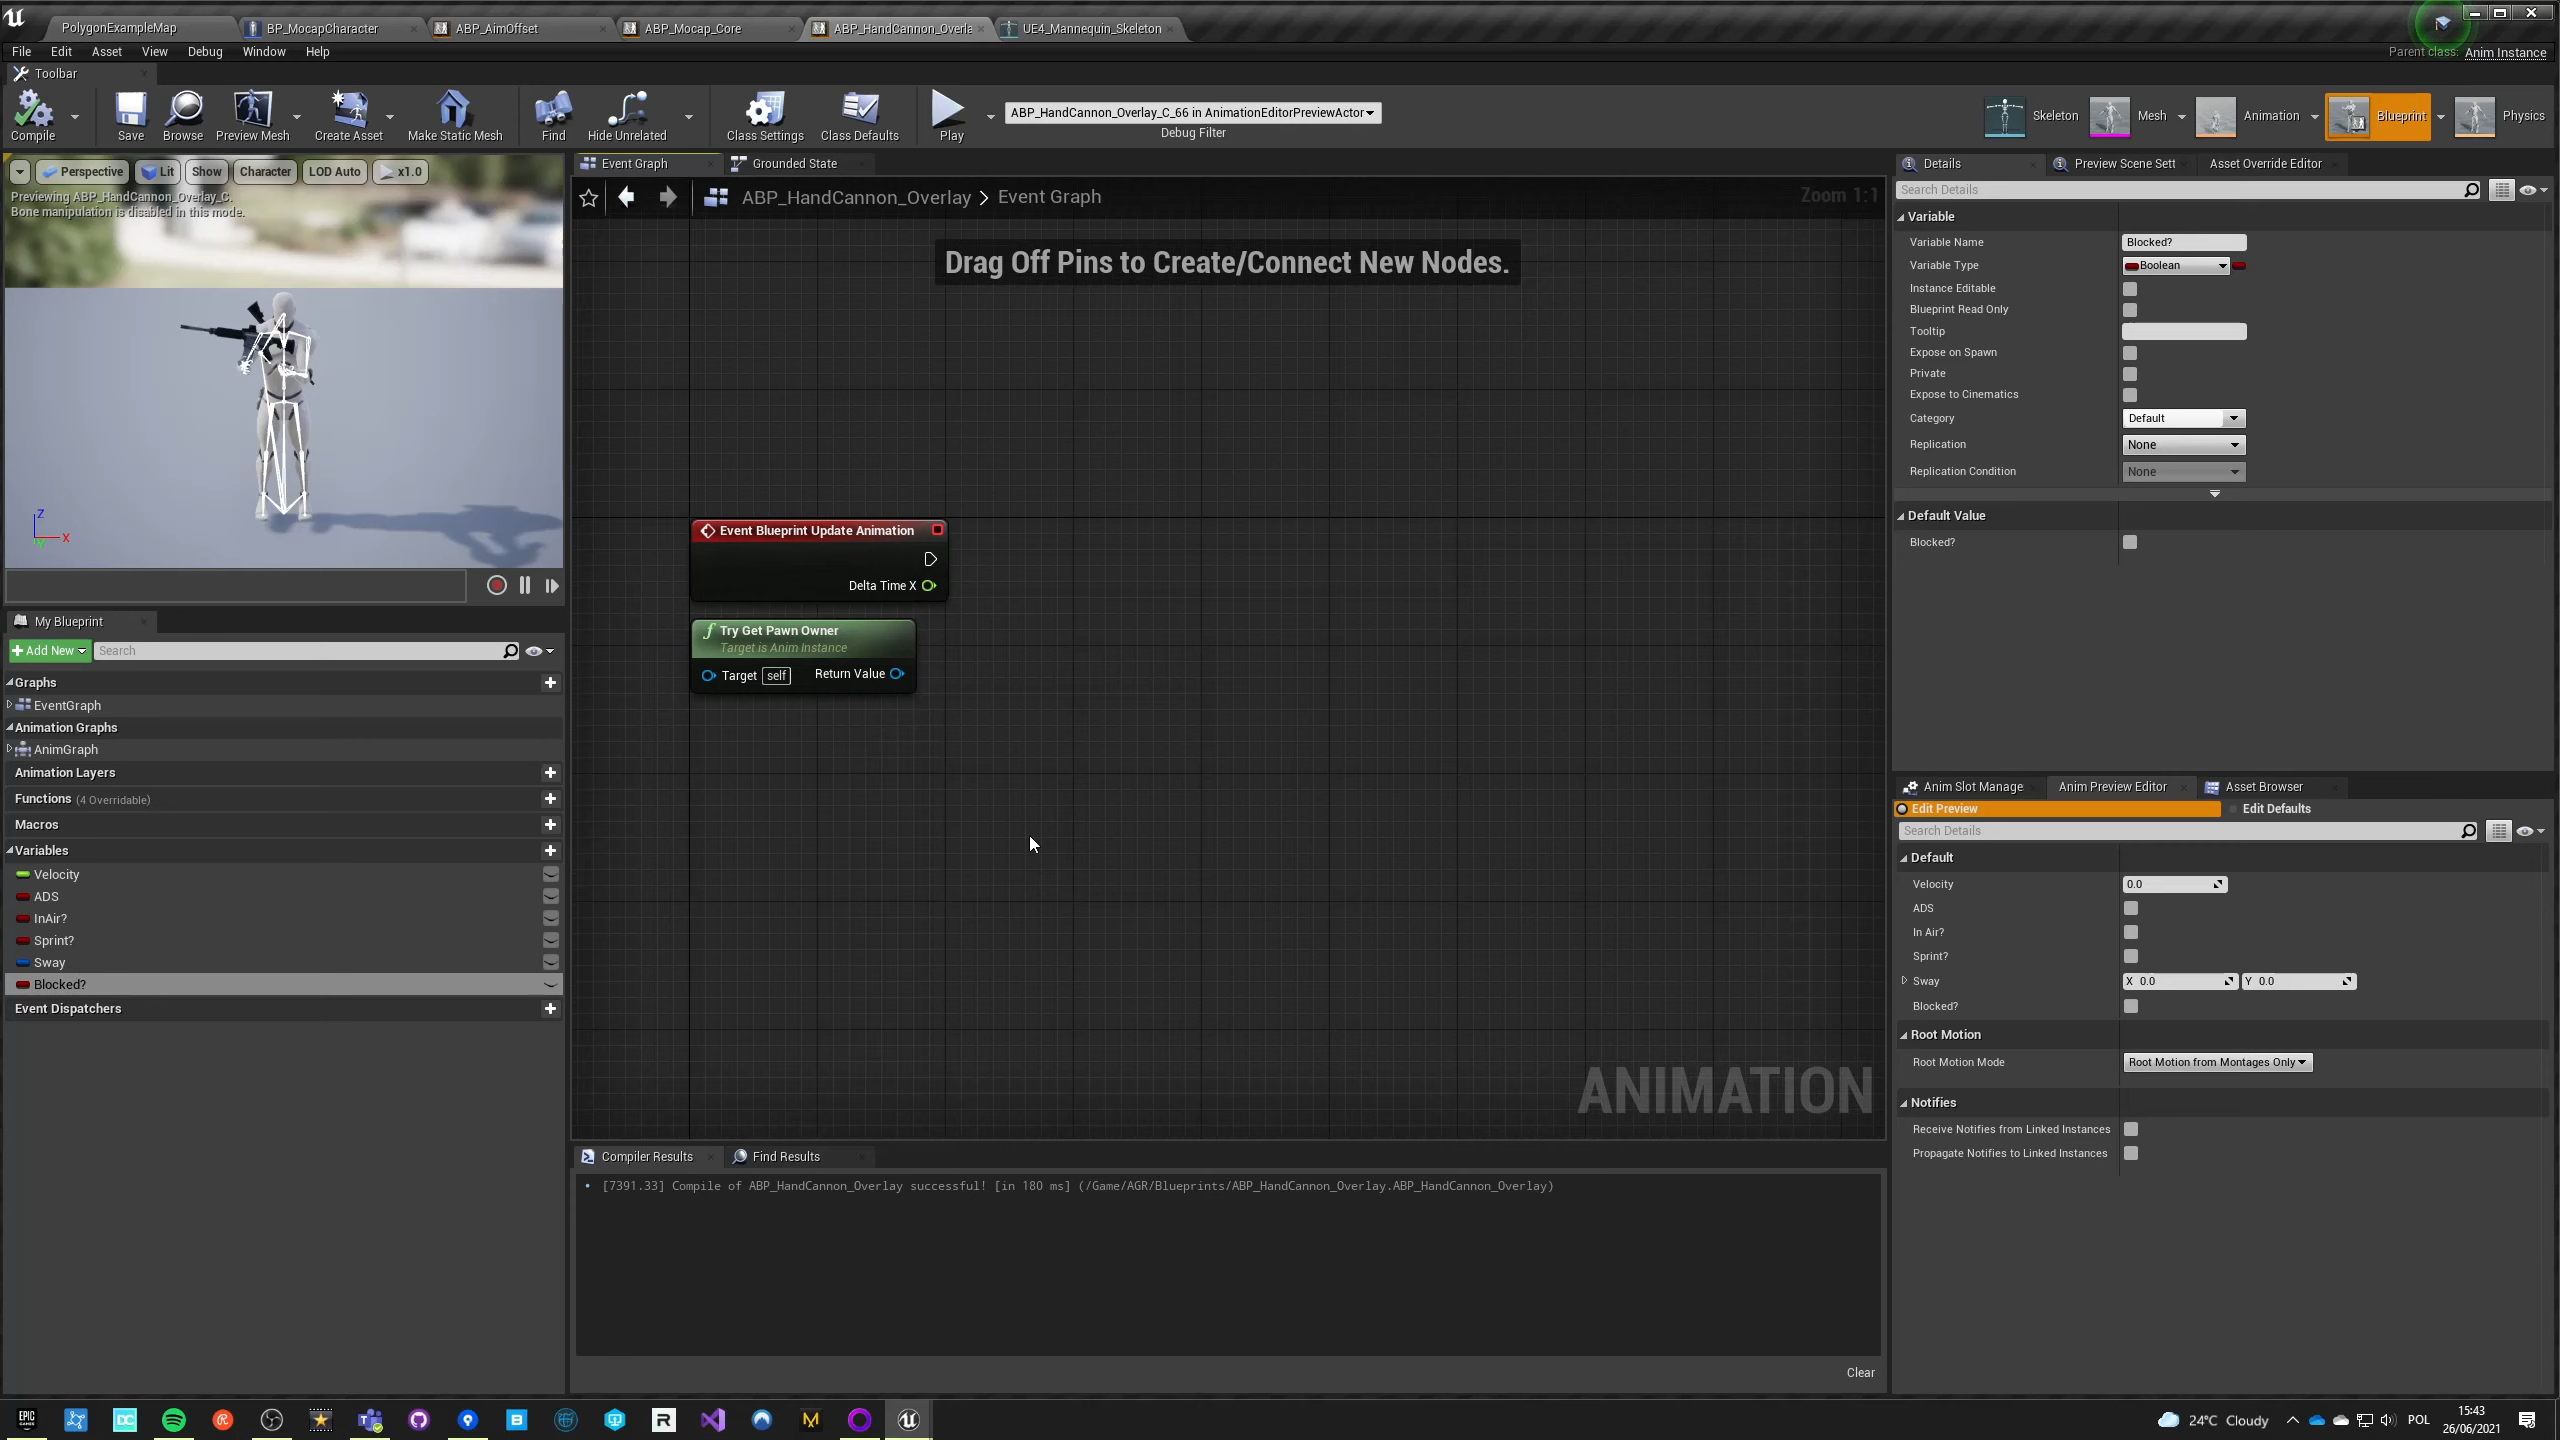 PolygonExampleMap
BP_MocapCharacter
ABP_AimOffset
ABP_Mocap_Core
ABP_HandCannon_Overla
UE4_Mannequin_Skeleton
File Edit Asset View Debug Window Help
Parent class: Anim Instance
Toolbar
Compile
Save
Browse
Preview Mesh
Create Asset
Make Static Mesh
Find
Hide Unrelated
Class Settings
Class Defaults
Play
ABP_HandCannon_Overlay_C_66 in AnimationEditorPreviewActor
Debug Filter
Skeleton
Mesh
Animation
Blueprint
Physics
Perspective
Lit
Show
Character
LOD Auto
x1.0
Previewing ABP_HandCannon_Overlay_C.
Bone manipulation is disabled in this mode.
Z
X
Y
Event Graph
Grounded State
ABP_HandCannon_Overlay > Event Graph
Zoom 1:1
Drag Off Pins to Create/Connect New Nodes.
Event Blueprint Update Animation
Delta Time X
Try Get Pawn Owner
Target is Anim Instance
Target self
Return Value
ANIMATION
My Blueprint
Add New
Search
Graphs
EventGraph
Animation Graphs
AnimGraph
Animation Layers
Functions (4 Overridable)
Macros
Variables
Velocity
ADS
InAir?
Sprint?
Sway
Blocked?
Event Dispatchers
Compiler Results
Find Results
[7391.33] Compile of ABP_HandCannon_Overlay successful! [in 180 ms] (/Game/AGR/Blueprints/ABP_HandCannon_Overlay.ABP_HandCannon_Overlay)
Clear
Details
Preview Scene Sett
Asset Override Editor
Search Details
Variable
Variable Name Blocked?
Variable Type Boolean
Instance Editable
Blueprint Read Only
Tooltip
Expose on Spawn
Private
Expose to Cinematics
Category Default
Replication None
Replication Condition None
Default Value
Blocked?
Anim Slot Manage
Anim Preview Editor
Asset Browser
Edit Preview
Edit Defaults
Search Details
Default
Velocity 0.0
ADS
In Air?
Sprint?
Sway X 0.0 Y 0.0
Blocked?
Root Motion
Root Motion Mode Root Motion from Montages Only
Notifies
Receive Notifies from Linked Instances
Propagate Notifies to Linked Instances
EPIC GAMES
DC
B
R
M
24°C Cloudy
POL
15:43
26/06/2021